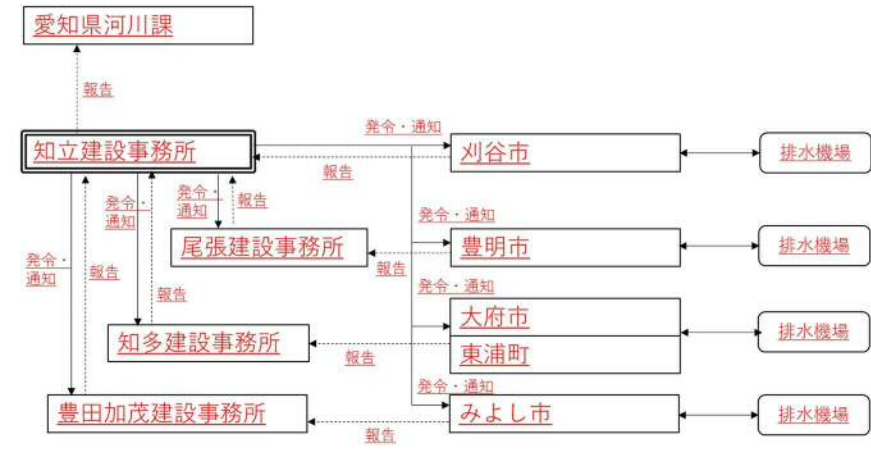 愛知県河川課
報告
知立建設事務所
発令・通知
刈谷市
排水機場
報告
発令・
通知
発令・
通知
報告
発令・通知
尾張建設事務所
豊明市
排水機場
発令・
通知
報告
報告
発令・通知
報告
大府市
排水機場
知多建設事務所
報告
東浦町
発令・通知
豊田加茂建設事務所
みよし市
排水機場
報告